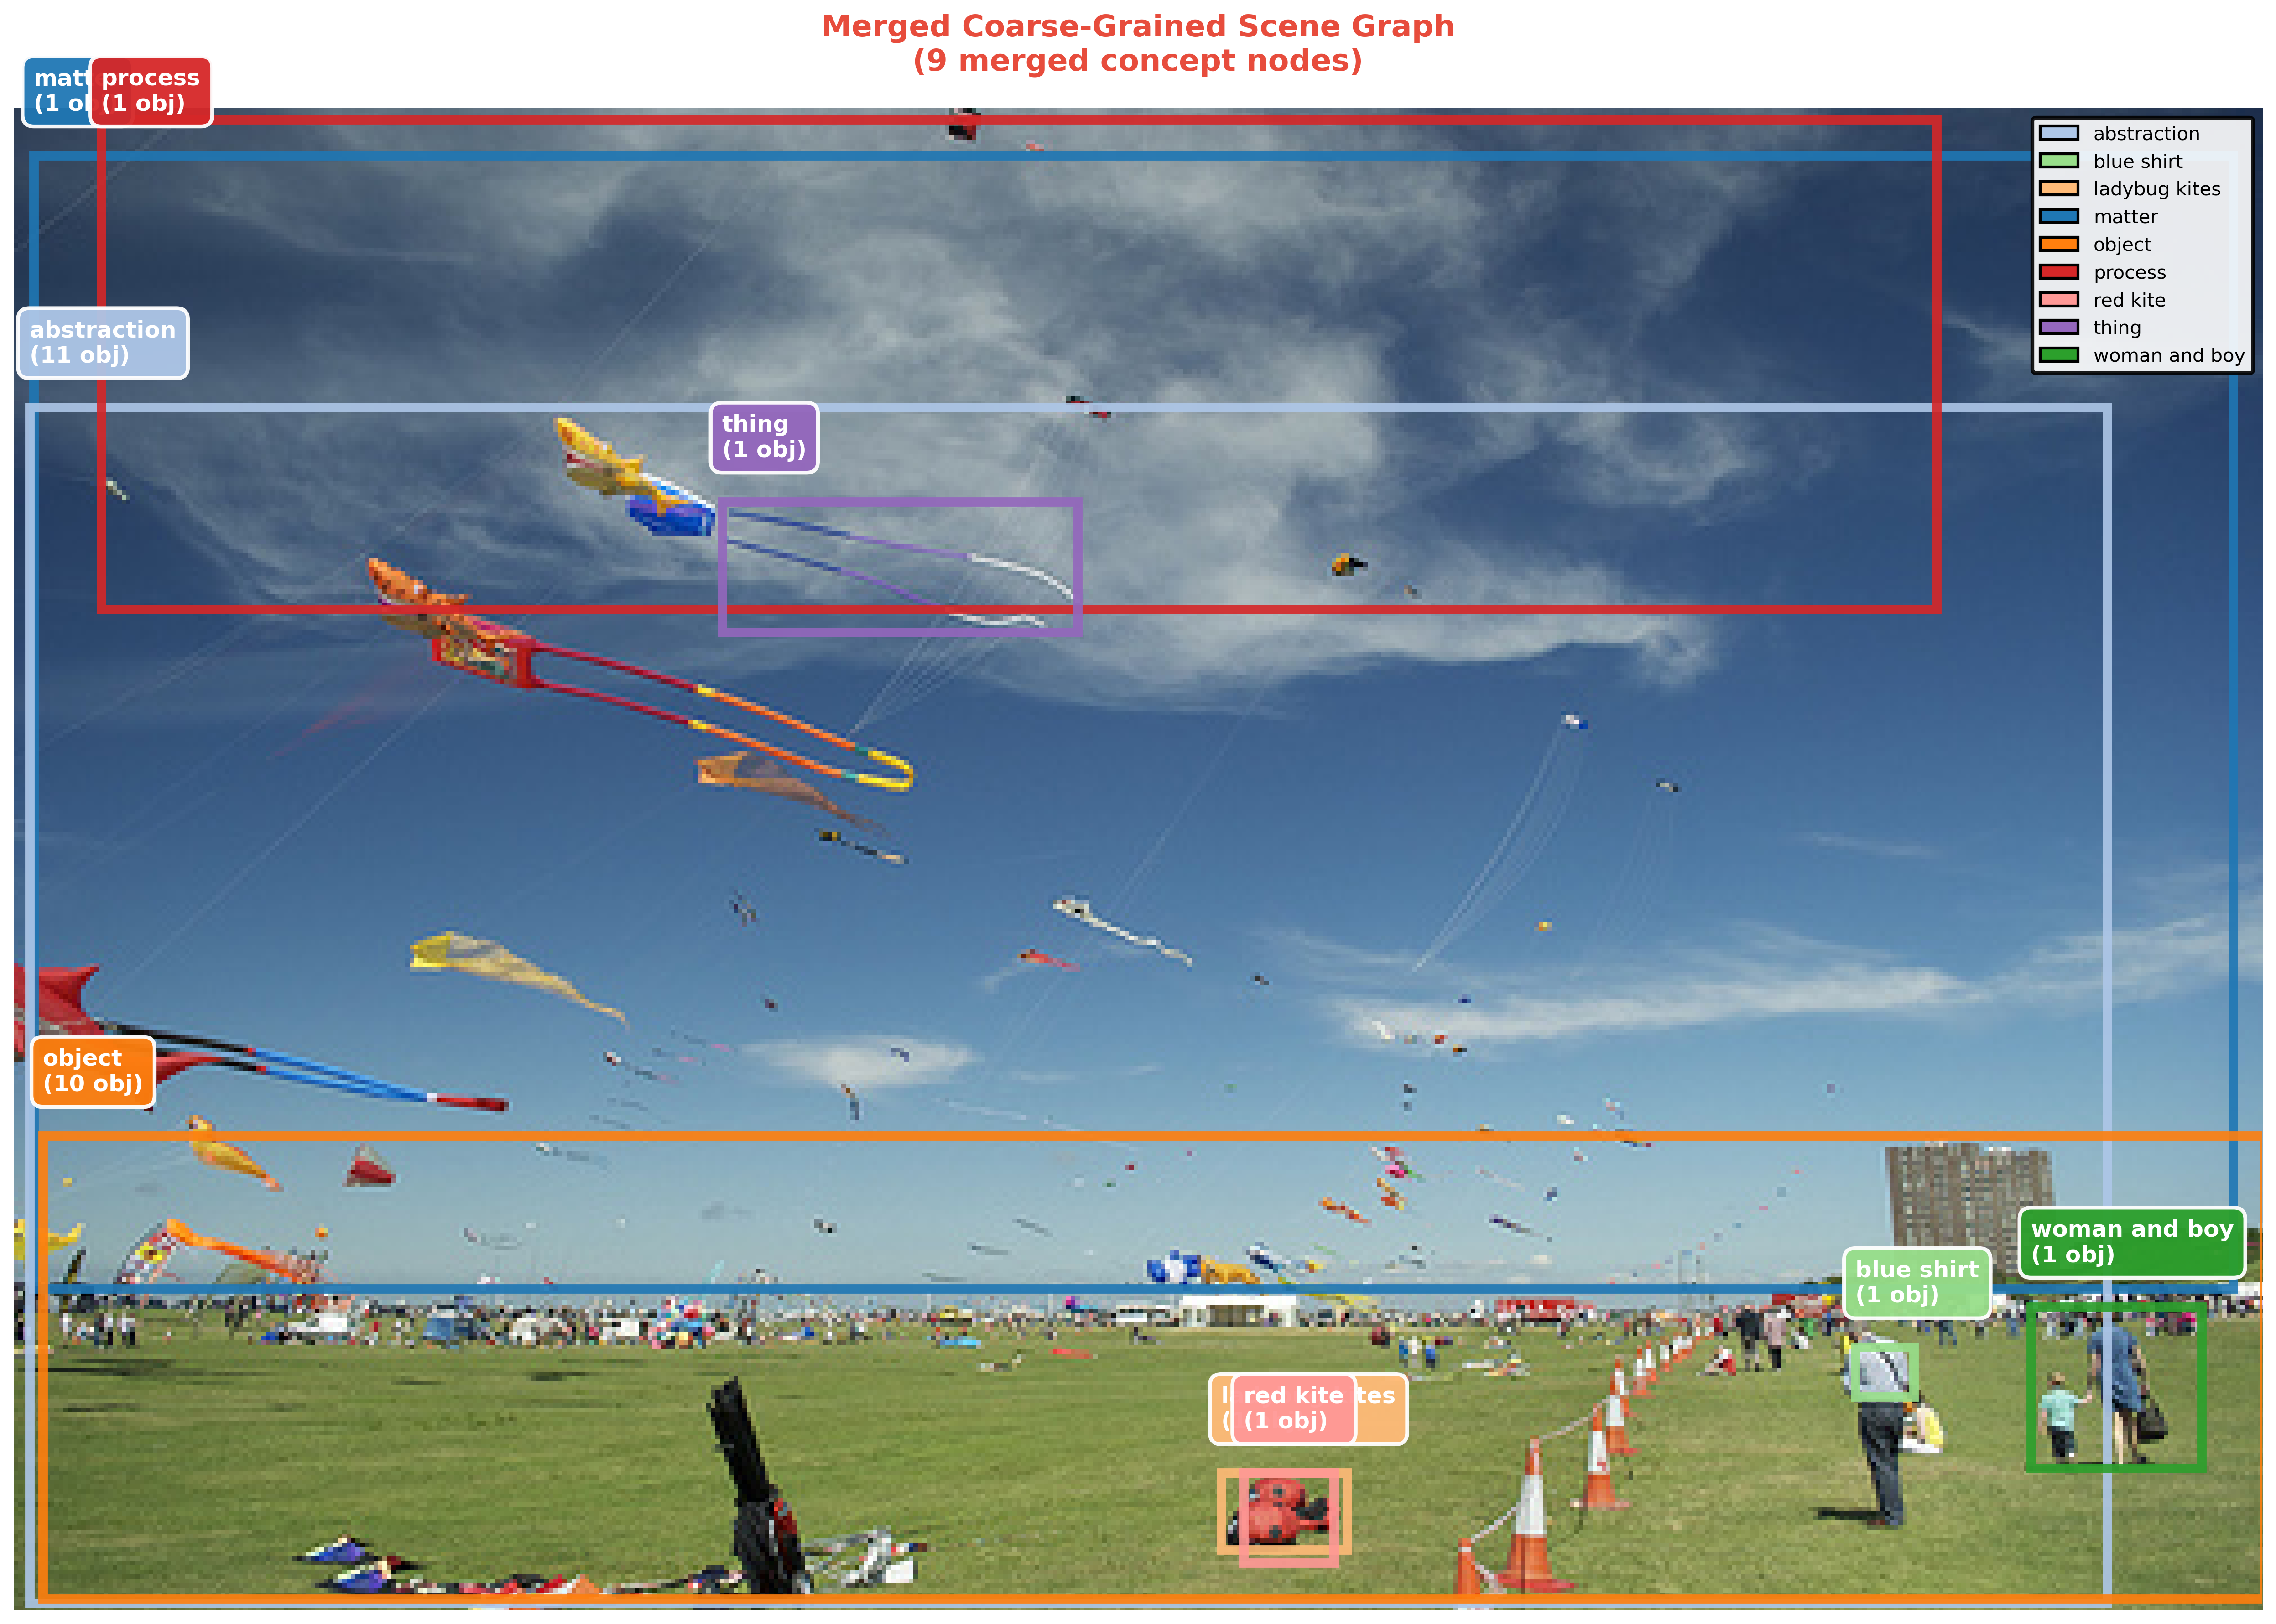 Merged Coarse-Grained Scene Graph
(9 merged concept nodes)
matt
(1 ob
process
(1 obj)
abstraction
blue shirt
ladybug kites
matter
object
process
red kite
thing
woman and boy
abstraction
(11 obj)
thing
(1 obj)
object
(10 obj)
woman and boy
(1 obj)
blue shirt
(1 obj)
l
(
red kite
(1 obj)
tes